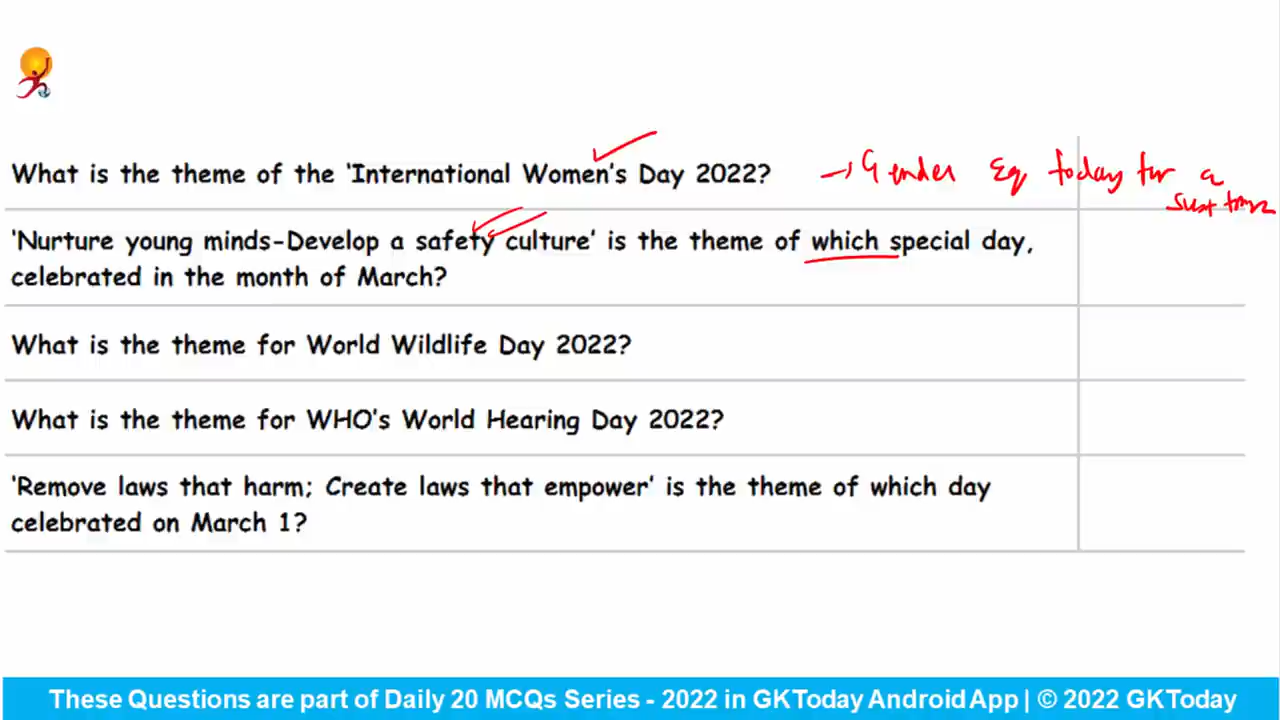 What is the theme of the 'International Women's Day 2022? → Gender Eq today for a
sust
'Nurture young minds-Develop a safety culture' is the theme of which special day,
celebrated in the month of March?
What is the theme for World Wildlife Day 2022?
What is the theme for WHO's World Hearing Day 2022?
'Remove laws that harm; Create laws that empower' is the theme of which day
celebrated on March 1?
These Questions are part of Daily 20 MCQs Series - 2022 in GKToday Android App | © 2022 GKToday